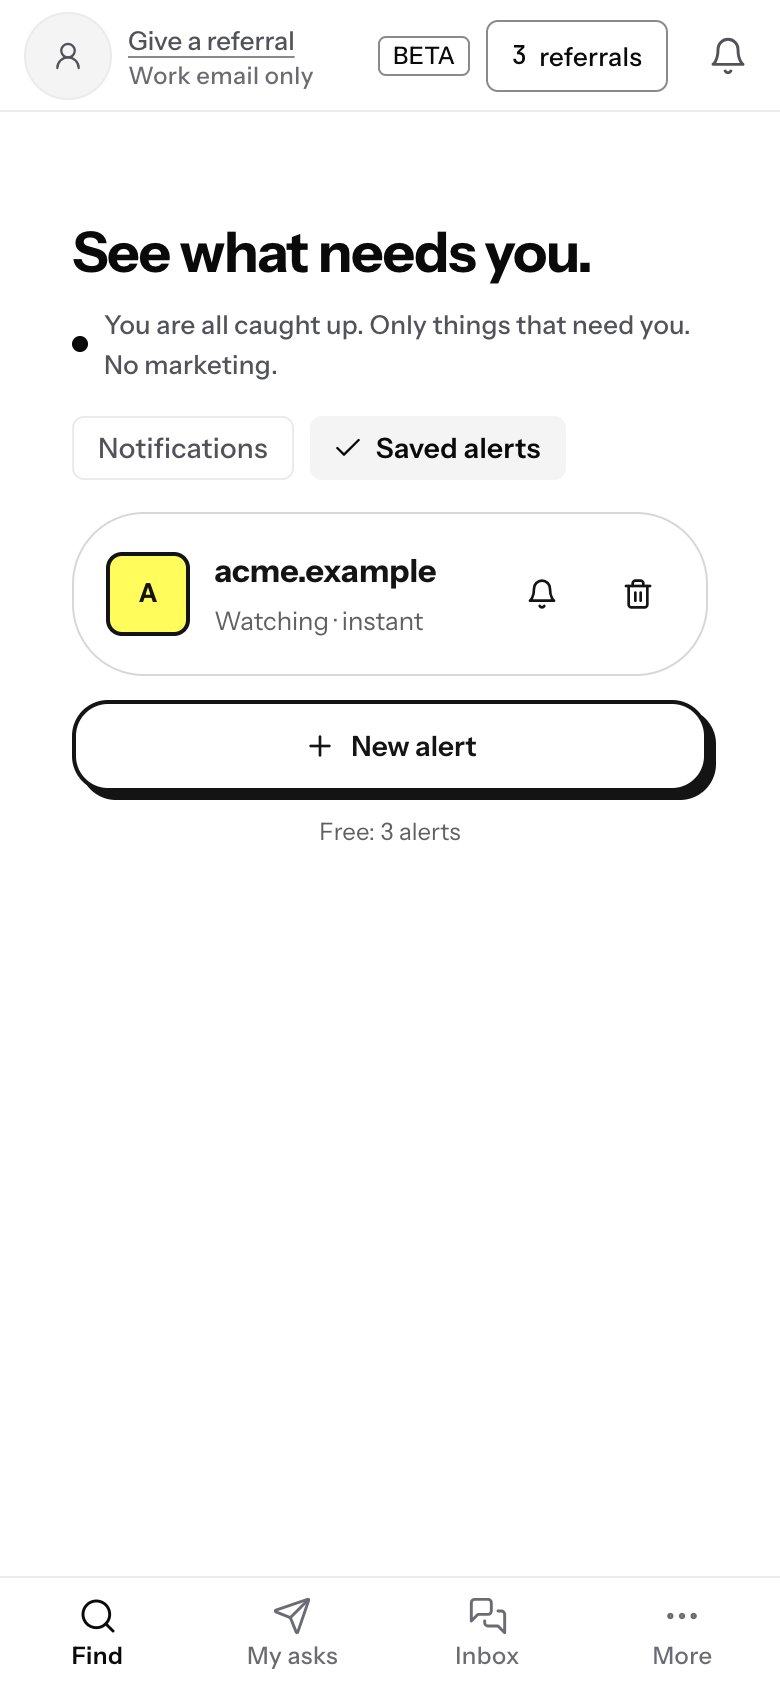 Give a referral
Work email only
BETA
3 referrals
See what needs you.
You are all caught up. Only things that need you.
No marketing.
Notifications
Saved alerts
A
acme.example
Watching · instant
New alert
Free: 3 alerts
Find
My asks
Inbox
More